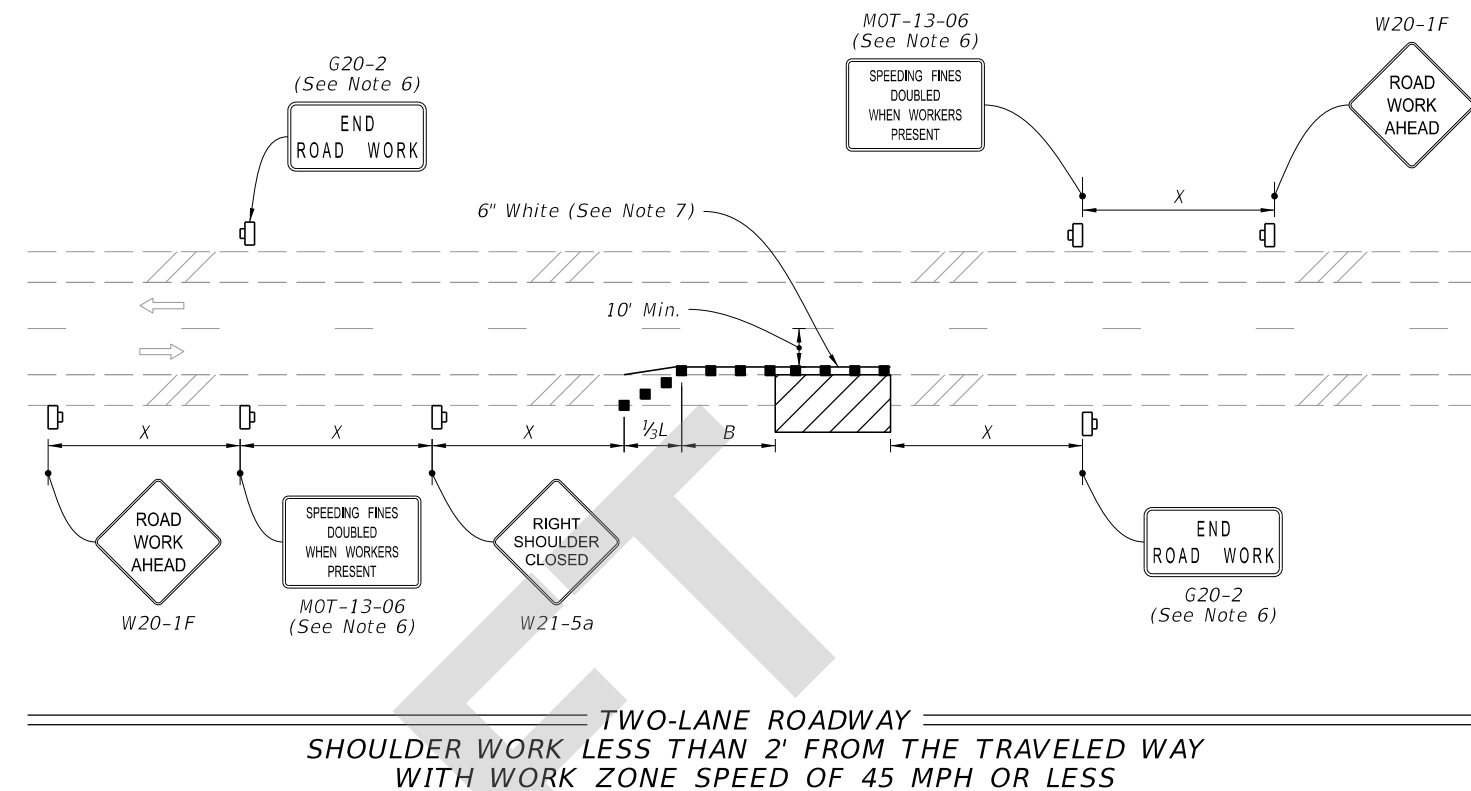 MOT-13-06
(See Note 6)
SPEEDING FINES
DOUBLED
WHEN WORKERS
PRESENT
W20-1F
ROAD
WORK
AHEAD
G20-2
(See Note 6)
END
ROAD WORK
X
6" White (See Note 7)
10' Min.
X
X
X
⅓L
B
X
ROAD
WORK
AHEAD
W20-1F
SPEEDING FINES
DOUBLED
WHEN WORKERS
PRESENT
MOT-13-06
(See Note 6)
RIGHT
SHOULDER
CLOSED
W21-5a
END
ROAD WORK
G20-2
(See Note 6)
TWO-LANE ROADWAY
SHOULDER WORK LESS THAN 2' FROM THE TRAVELED WAY
WITH WORK ZONE SPEED OF 45 MPH OR LESS